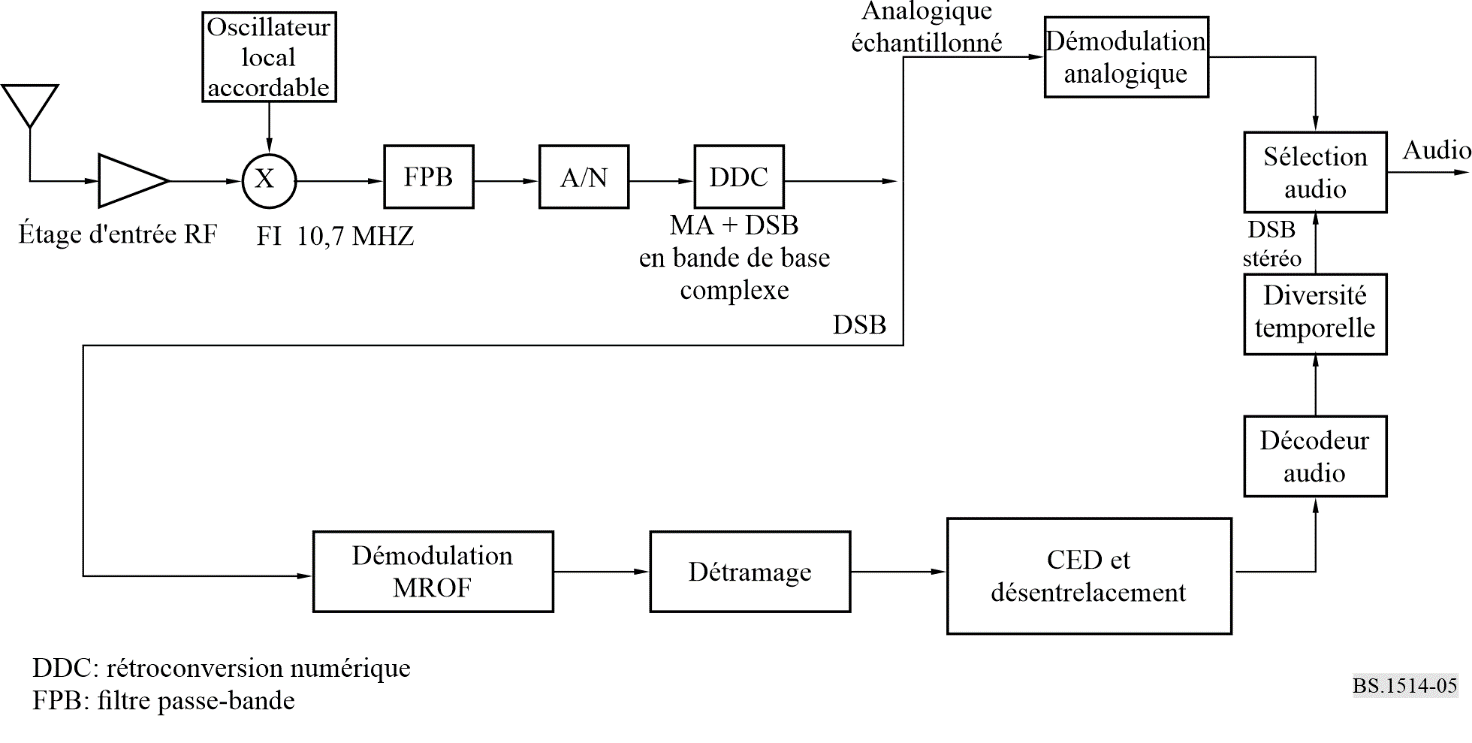 Oscillateur
local
accordable
Analogique
échantillonné
Démodulation
analogique
Sélection
audio
Audio
X
FPB
A/N
DDC
Étage d'entrée RF
FI 10,7 MHZ
MA + DSB
en bande de base
complexe
DSB
stéréo
Diversité
temporelle
DSB
Décodeur
audio
Démodulation
MROF
Détramage
CED et
désentrelacement
DDC: rétroconversion numérique
FPB: filtre passe-bande
BS.1514-05